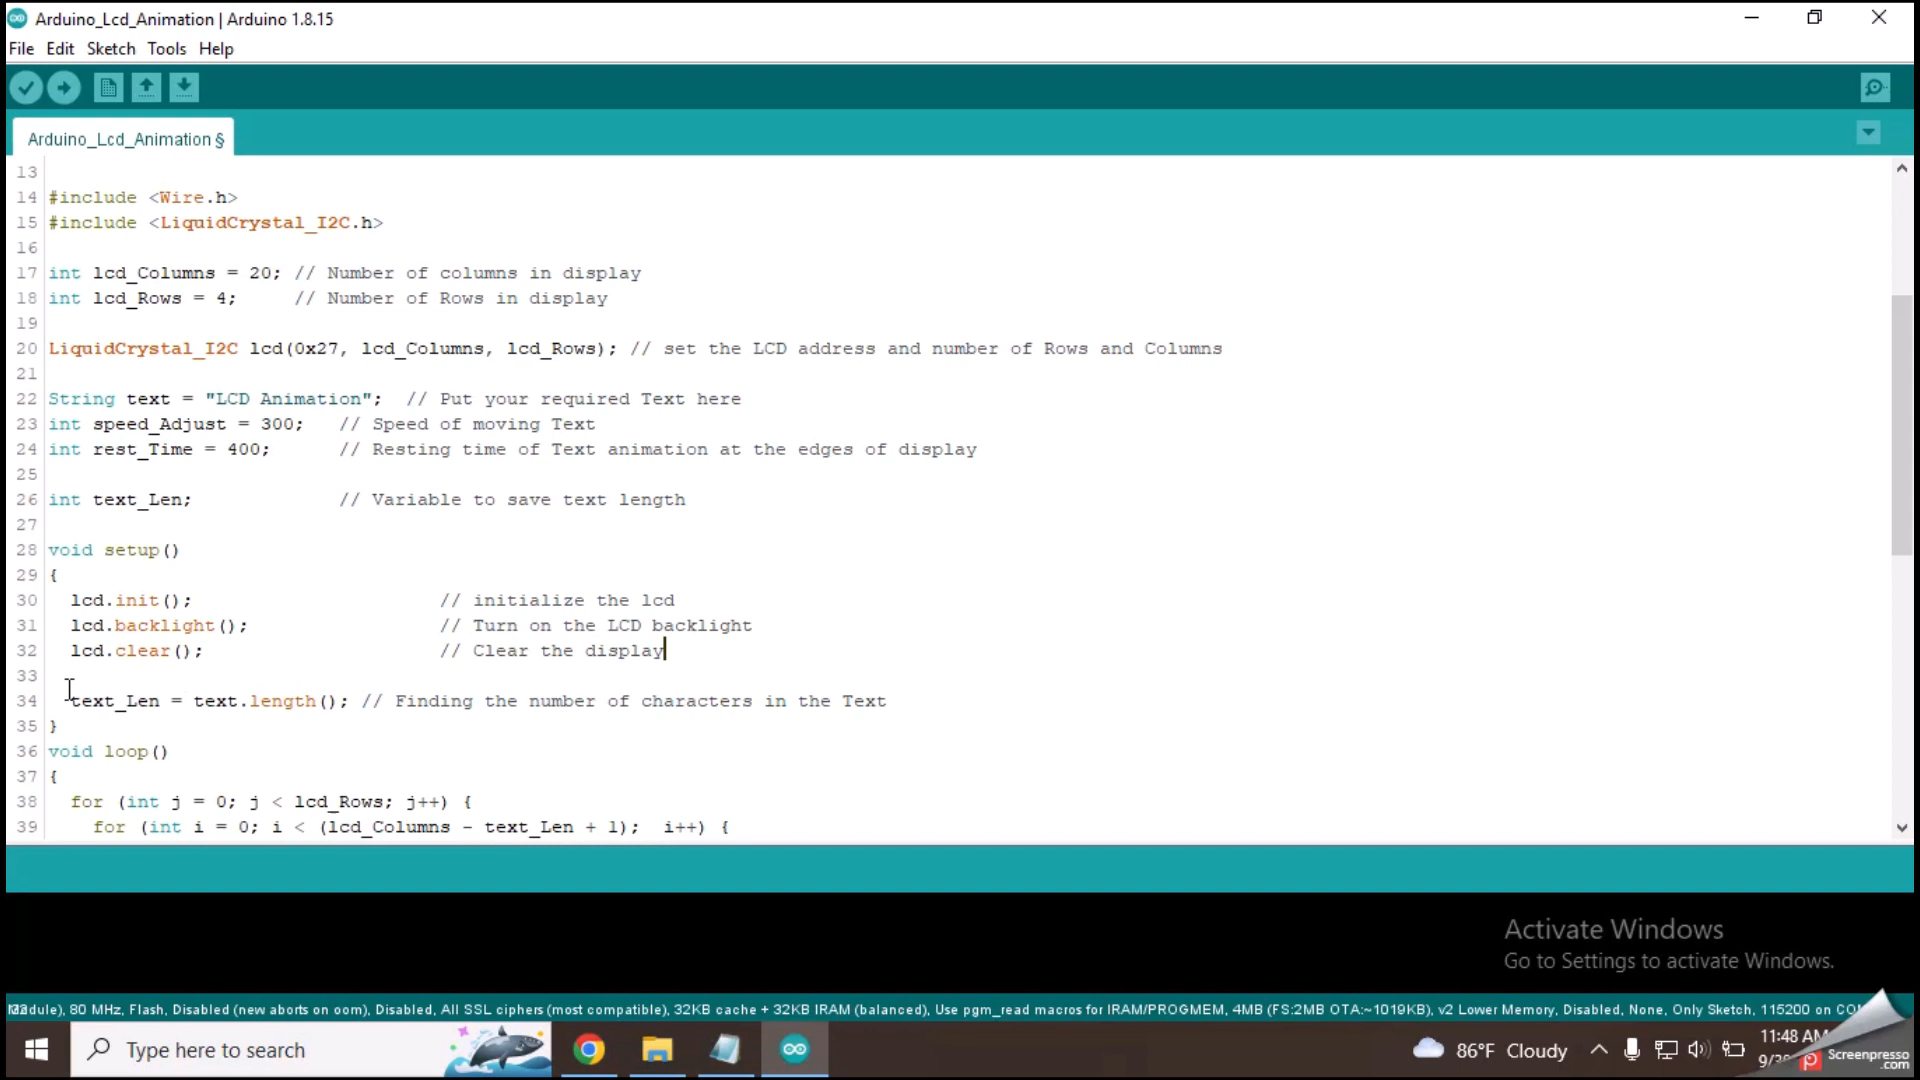 Arduino_Lcd_Animation | Arduino 1.8.15
File Edit Sketch Tools Help
Arduino_Lcd_Animation §
13
14 #include <Wire.h>
15 #include <LiquidCrystal_I2C.h>
16
17 int lcd_Columns = 20; // Number of columns in display
18 int lcd_Rows = 4;     // Number of Rows in display
19
20 LiquidCrystal_I2C lcd(0x27, lcd_Columns, lcd_Rows); // set the LCD address and number of Rows and Columns
21
22 String text = "LCD Animation";  // Put your required Text here
23 int speed_Adjust = 300;   // Speed of moving Text
24 int rest_Time = 400;      // Resting time of Text animation at the edges of display
25
26 int text_Len;             // Variable to save text length
27
28 void setup()
29 {
30   lcd.init();                      // initialize the lcd
31   lcd.backlight();                 // Turn on the LCD backlight
32   lcd.clear();                     // Clear the display
33
34   text_Len = text.length(); // Finding the number of characters in the Text
35 }
36 void loop()
37 {
38   for (int j = 0; j < lcd_Rows; j++) {
39     for (int i = 0; i < (lcd_Columns - text_Len + 1);  i++) {
Activate Windows
Go to Settings to activate Windows.
80 MHz, Flash, Disabled (new aborts on oom), Disabled, All SSL ciphers (most compatible), 32KB cache + 32KB IRAM (balanced), Use pgm_read macros for IRAM/PROGMEM, 4MB (FS:2MB OTA:~1019KB), v2 Lower Memory, Disabled, None, Only Sketch, 115200 on
Type here to search
86°F Cloudy
11:48 AM
Screenpresso
.com